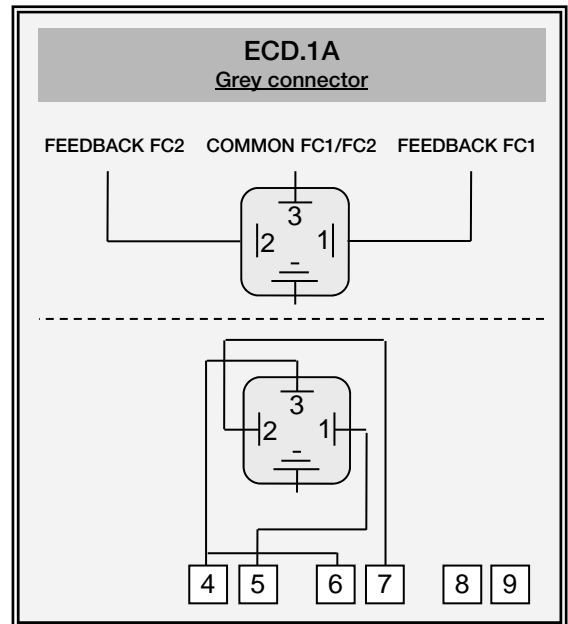 ECD.1A
Grey connector
FEEDBACK FC2 COMMON FC1/FC2 FEEDBACK FC1
3
2 1
3
2 1
4 5 6 7 8 9